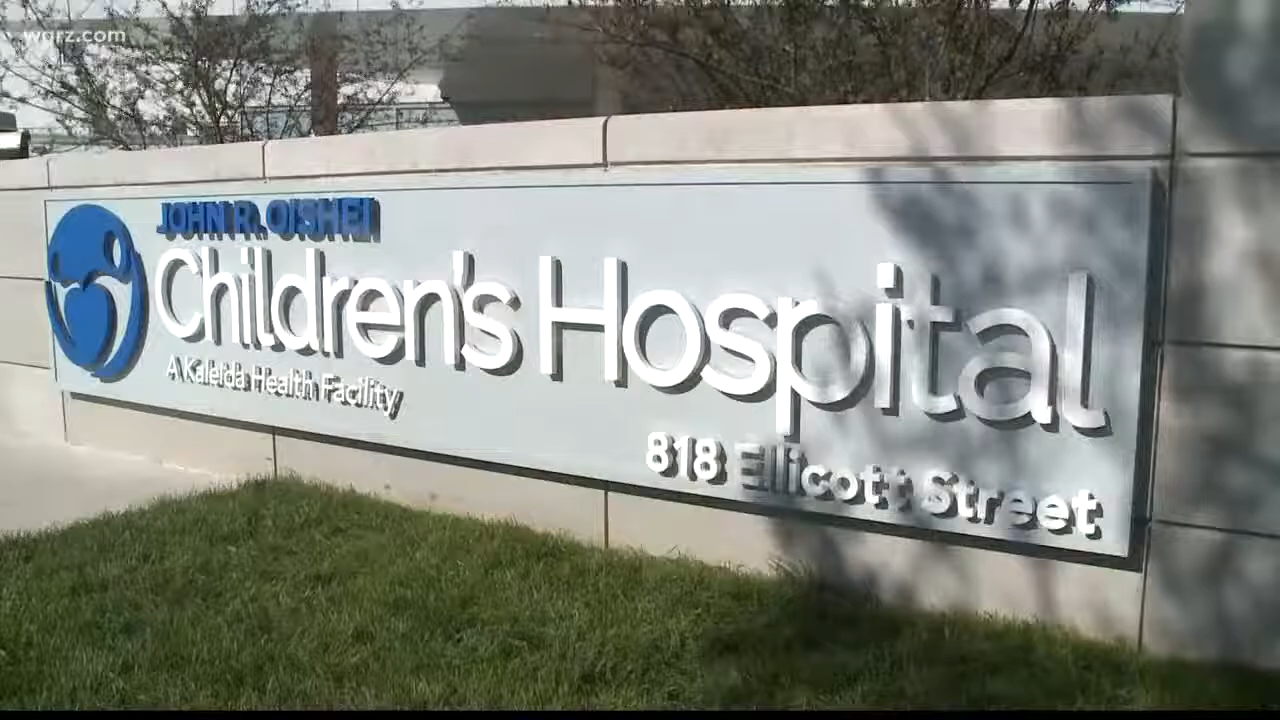 wgrz.com
JOHN R. OISHEI
Children's Hospital
A Kaleida Health Facility
818 Ellicott Street